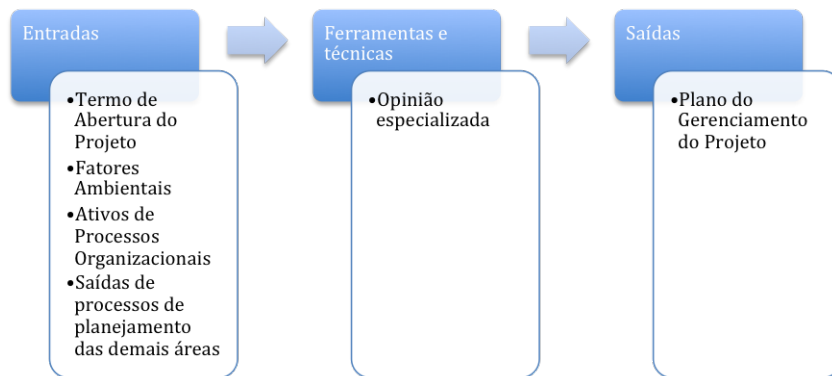 Entradas
•Termo de
Abertura do
Projeto
•Fatores
Ambientais
•Ativos de
Processos
Organizacionais
•Saídas de
processos de
planejamento
das demais áreas
Ferramentas e
técnicas
•Opinião
especializada
Saídas
•Plano do
Gerenciamento
do Projeto